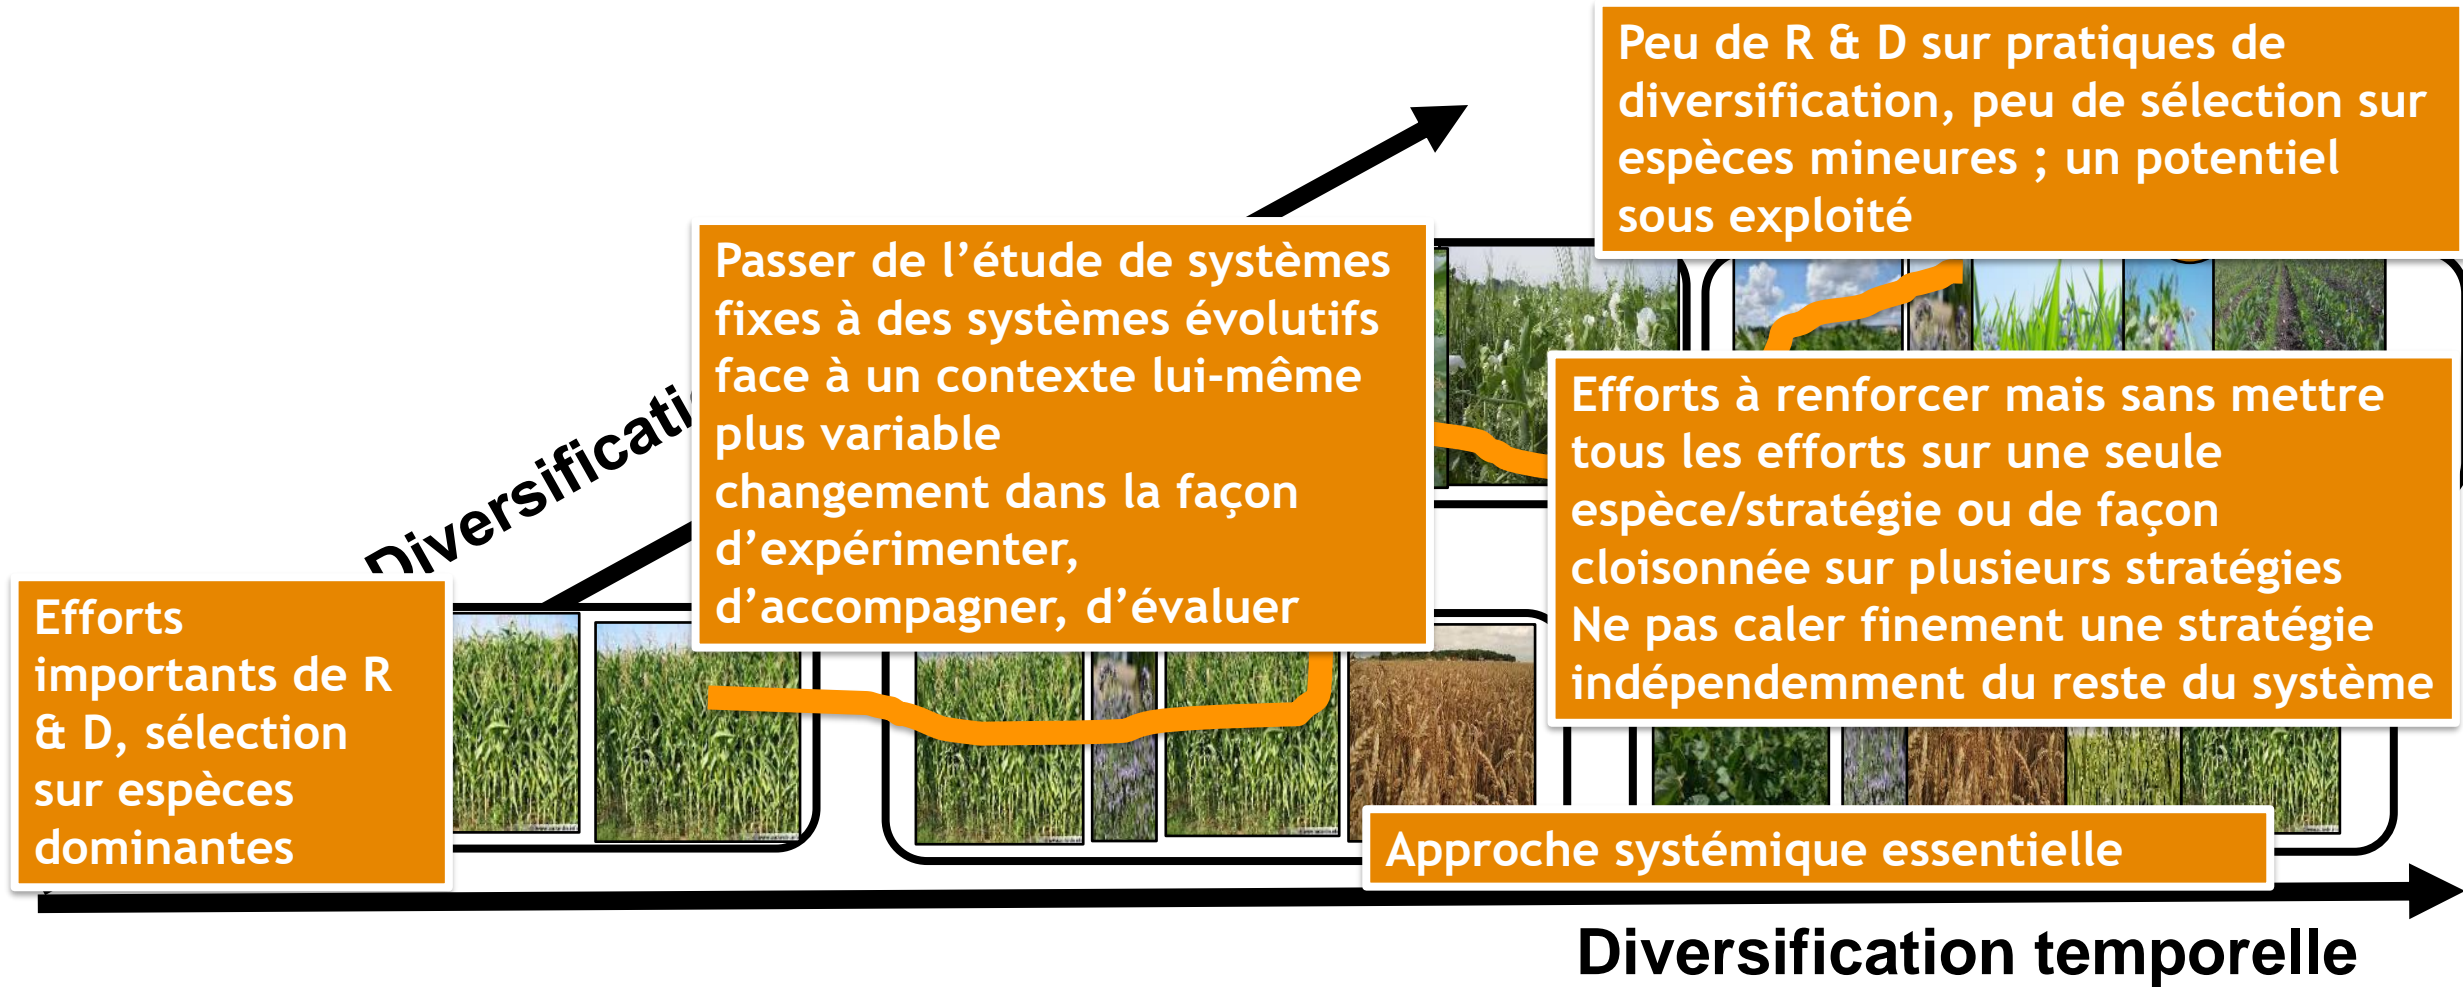 Peu de R & D sur pratiques de
diversification, peu de sélection sur
espèces mineures ; un potentiel
sous exploité
Passer de l’étude de systèmes
fixes à des systèmes évolutifs
face à un contexte lui-même
plus variable
changement dans la façon
d’expérimenter,
d’accompagner, d’évaluer
Efforts à renforcer mais sans mettre
tous les efforts sur une seule
espèce/stratégie ou de façon
cloisonnée sur plusieurs stratégies
Ne pas caler finement une stratégie
indépendemment du reste du système
Efforts
importants de R
& D, sélection
sur espèces
dominantes
Approche systémique essentielle
Diversification temporelle